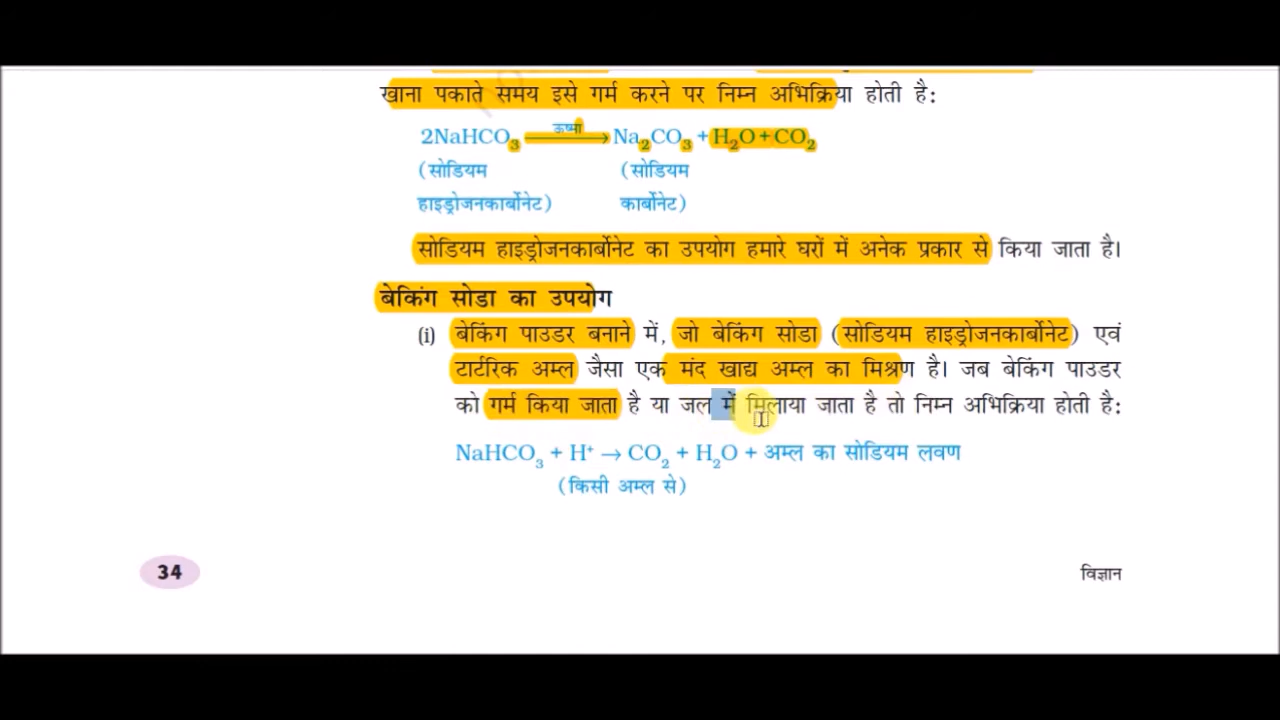 खाना पकाते समय इसे गर्म करने पर निम्न अभिक्रिया होती है:
2NaHCO₃ ऊष्मा → Na₂CO₃ + H₂O + CO₂
(सोडियम (सोडियम
हाइड्रोजनकार्बोनेट) कार्बोनेट)
सोडियम हाइड्रोजनकार्बोनेट का उपयोग हमारे घरों में अनेक प्रकार से किया जाता है।
बेकिंग सोडा का उपयोग
(i) बेकिंग पाउडर बनाने में, जो बेकिंग सोडा (सोडियम हाइड्रोजनकार्बोनेट) एवं
टार्टरिक अम्ल जैसा एक मंद खाद्य अम्ल का मिश्रण है। जब बेकिंग पाउडर
को गर्म किया जाता है या जल में मिलाया जाता है तो निम्न अभिक्रिया होती है:
NaHCO₃ + H⁺ → CO₂ + H₂O + अम्ल का सोडियम लवण
(किसी अम्ल से)
34 विज्ञान